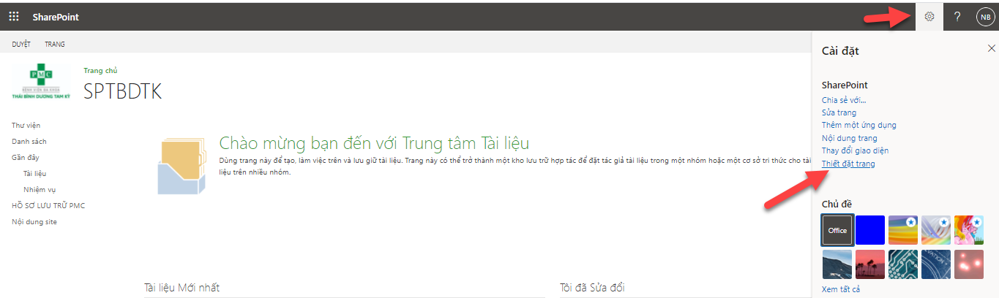 SharePoint
?
NB
DUYỆT
TRANG
Cài đặt
PMC
BỆNH VIỆN ĐA KHOA
THÁI BÌNH DƯƠNG TAM KỲ
Trang chủ
SPTBDTK
Thư viện
Danh sách
Gần đây
Tài liệu
Nhiệm vụ
HỒ SƠ LƯU TRỮ PMC
Nội dung site
Chào mừng bạn đến với Trung tâm Tài liệu
Dùng trang này để tạo, làm việc trên và lưu giữ tài liệu. Trang này có thể trở thành một kho lưu trữ hợp tác để đặt tác giả tài liệu trong một nhóm hoặc một cơ sở tri thức cho tài
liệu trên nhiều nhóm.
Tài liệu Mới nhất
Tôi đã Sửa đổi
SharePoint
Chia sẻ với...
Sửa trang
Thêm một ứng dụng
Nội dung trang
Thay đổi giao diện
Thiết đặt trang
Chủ đề
Office
Xem tất cả